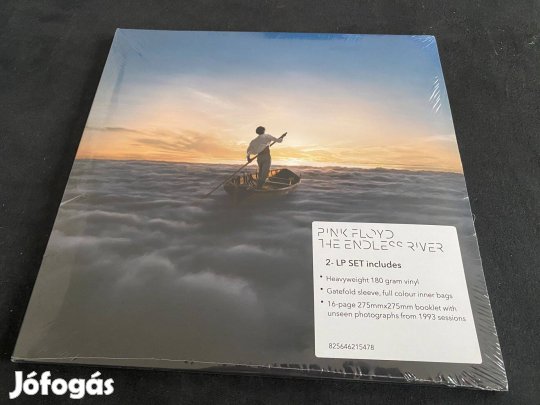 PINK FLOYD
THE ENDLESS RIVER
2- LP SET includes
• Heavyweight 180 gram vinyl
• Gatefold sleeve, full colour inner bags
• 16-page 275mmx275mm booklet with
unseen photographs from 1993 sessions
825646215478
Jófogás